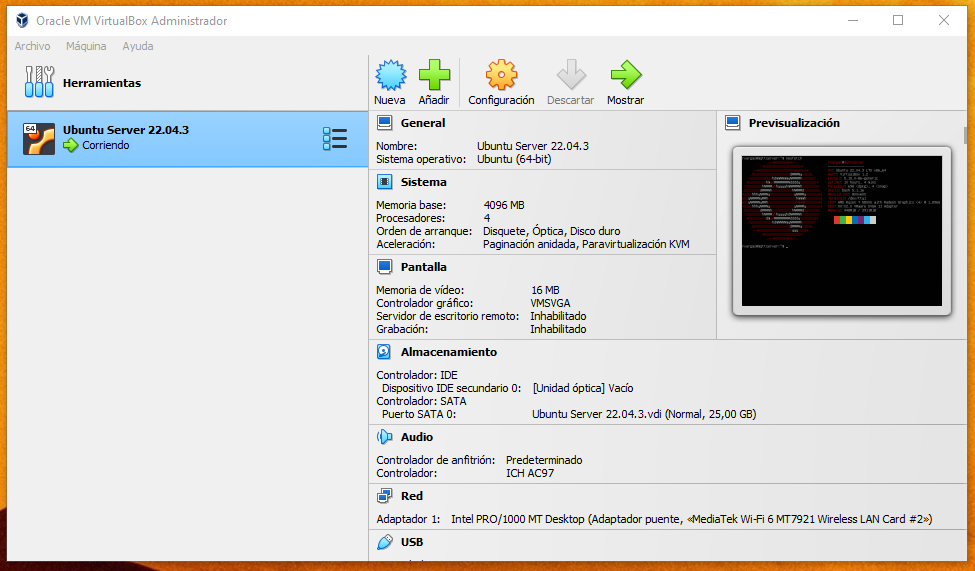 Oracle VM VirtualBox Administrador
Archivo Máquina Ayuda
Herramientas
Nueva Añadir Configuración Descartar Mostrar
64
Ubuntu Server 22.04.3
Corriendo
General
Nombre: Ubuntu Server 22.04.3
Sistema operativo: Ubuntu (64-bit)
Previsualización
Sistema
Memoria base: 4096 MB
Procesadores: 4
Orden de arranque: Disquete, Óptica, Disco duro
Aceleración: Paginación anidada, Paravirtualización KVM
Pantalla
Memoria de vídeo: 16 MB
Controlador gráfico: VMSVGA
Servidor de escritorio remoto: Inhabilitado
Grabación: Inhabilitado
Almacenamiento
Controlador: IDE
Dispositivo IDE secundario 0: [Unidad óptica] Vacío
Controlador: SATA
Puerto SATA 0: Ubuntu Server 22.04.3.vdi (Normal, 25,00 GB)
Audio
Controlador de anfitrión: Predeterminado
Controlador: ICH AC97
Red
Adaptador 1: Intel PRO/1000 MT Desktop (Adaptador puente, «MediaTek Wi-Fi 6 MT7921 Wireless LAN Card #2»)
USB